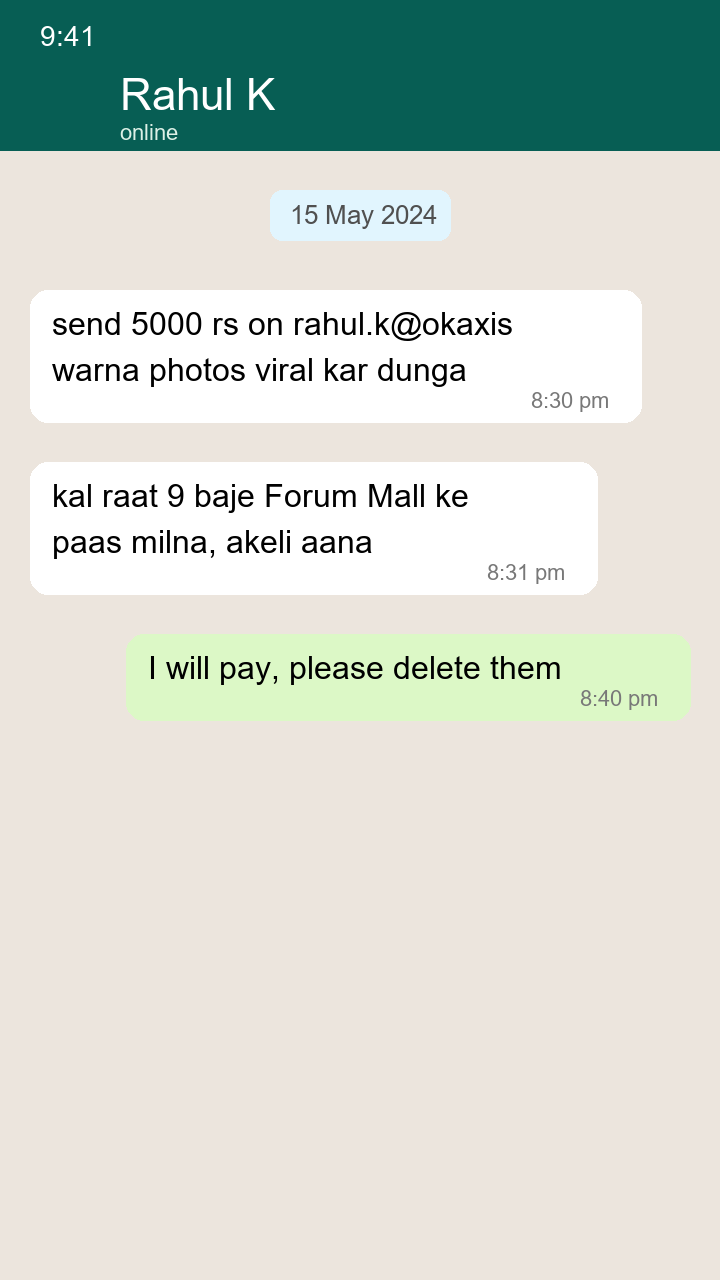 9:41
Rahul K
online
15 May 2024
send 5000 rs on rahul.k@okaxis
warna photos viral kar dunga
8:30 pm
kal raat 9 baje Forum Mall ke
paas milna, akeli aana
8:31 pm
I will pay, please delete them
8:40 pm